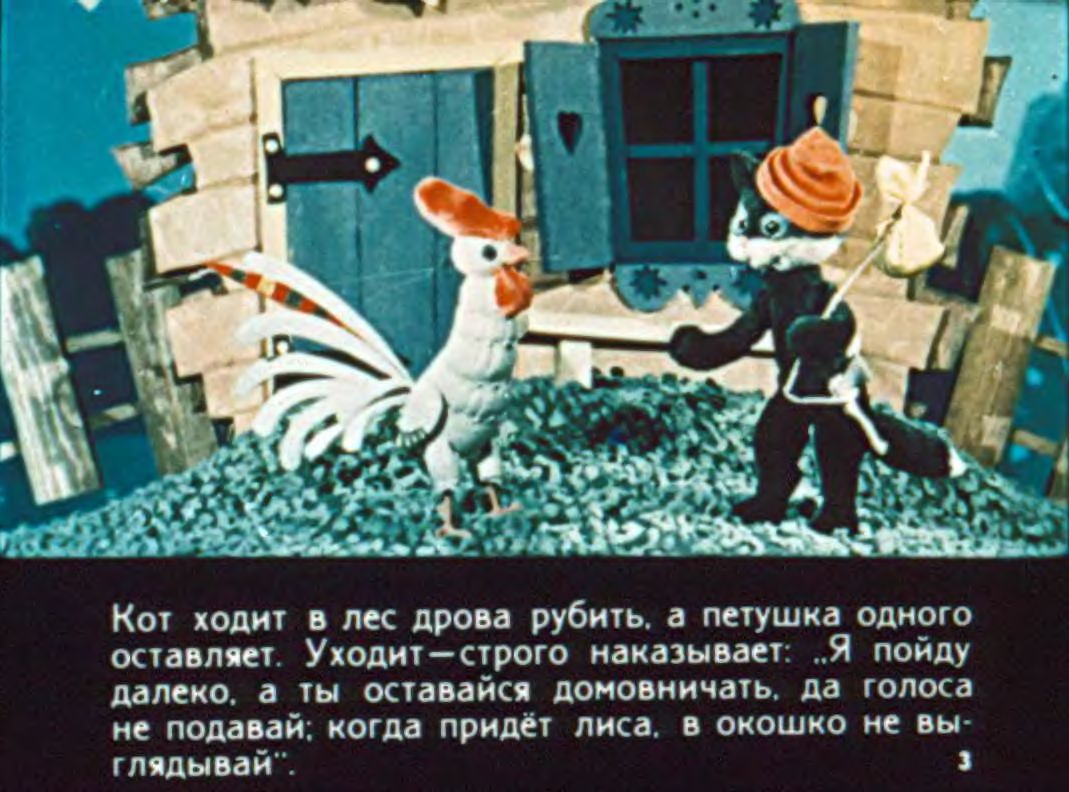 Кот ходит в лес дрова рубить, а петушка одного
оставляет. Уходит—строго наказывает: „Я пойду
далеко, а ты оставайся домовничать, да голоса
не подавай; когда придёт лиса, в окошко не вы-
глядывай".
3